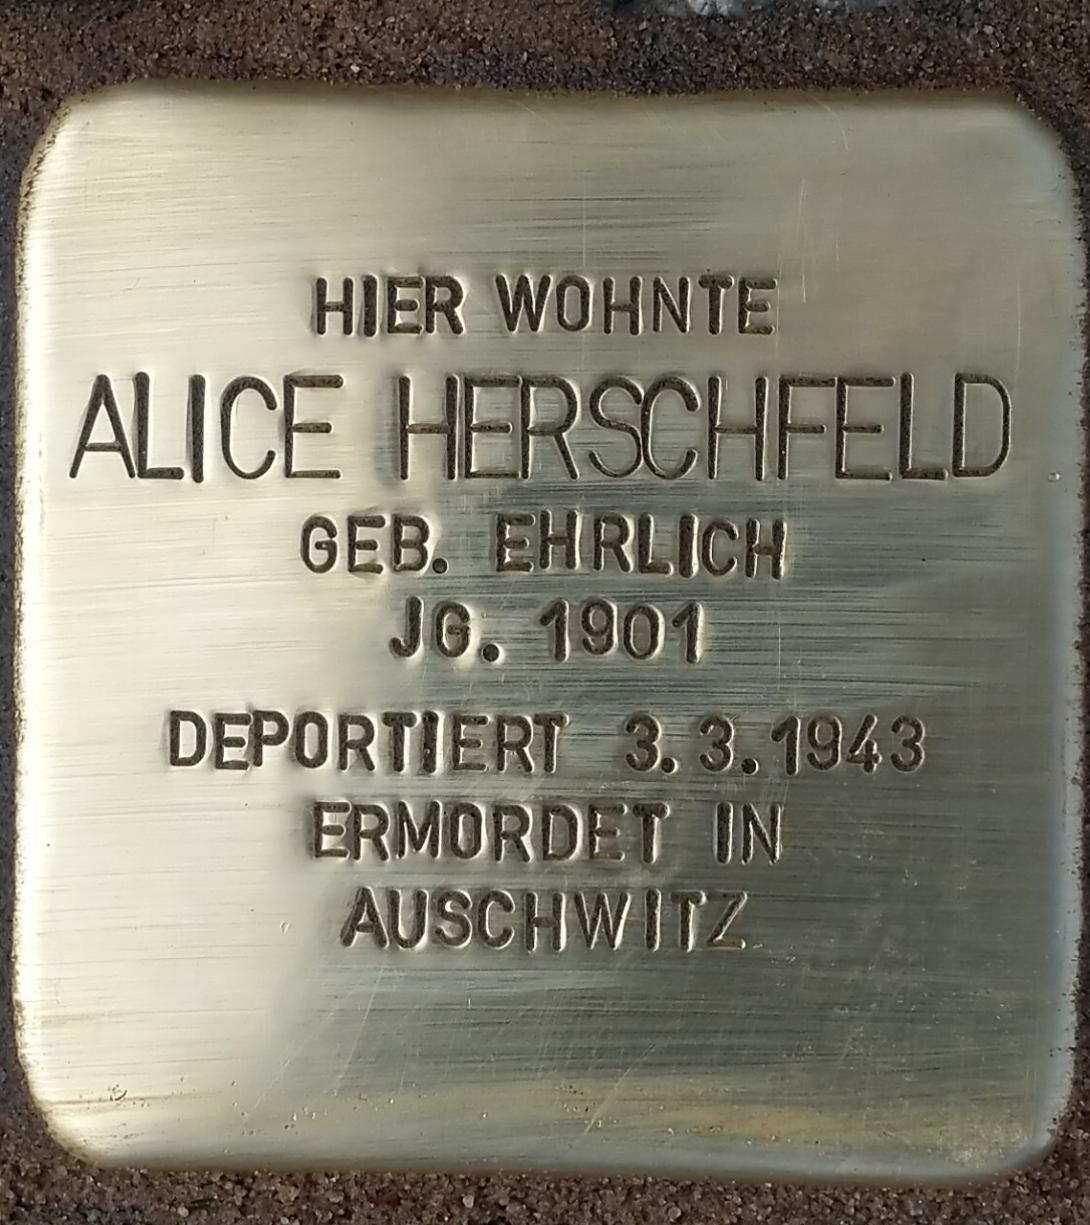 HIER WOHNTE
ALICE HERSCHFELD
GEB. EHRLICH
JG. 1901
DEPORTIERT 3.3.1943
ERMORDET IN
AUSCHWITZ